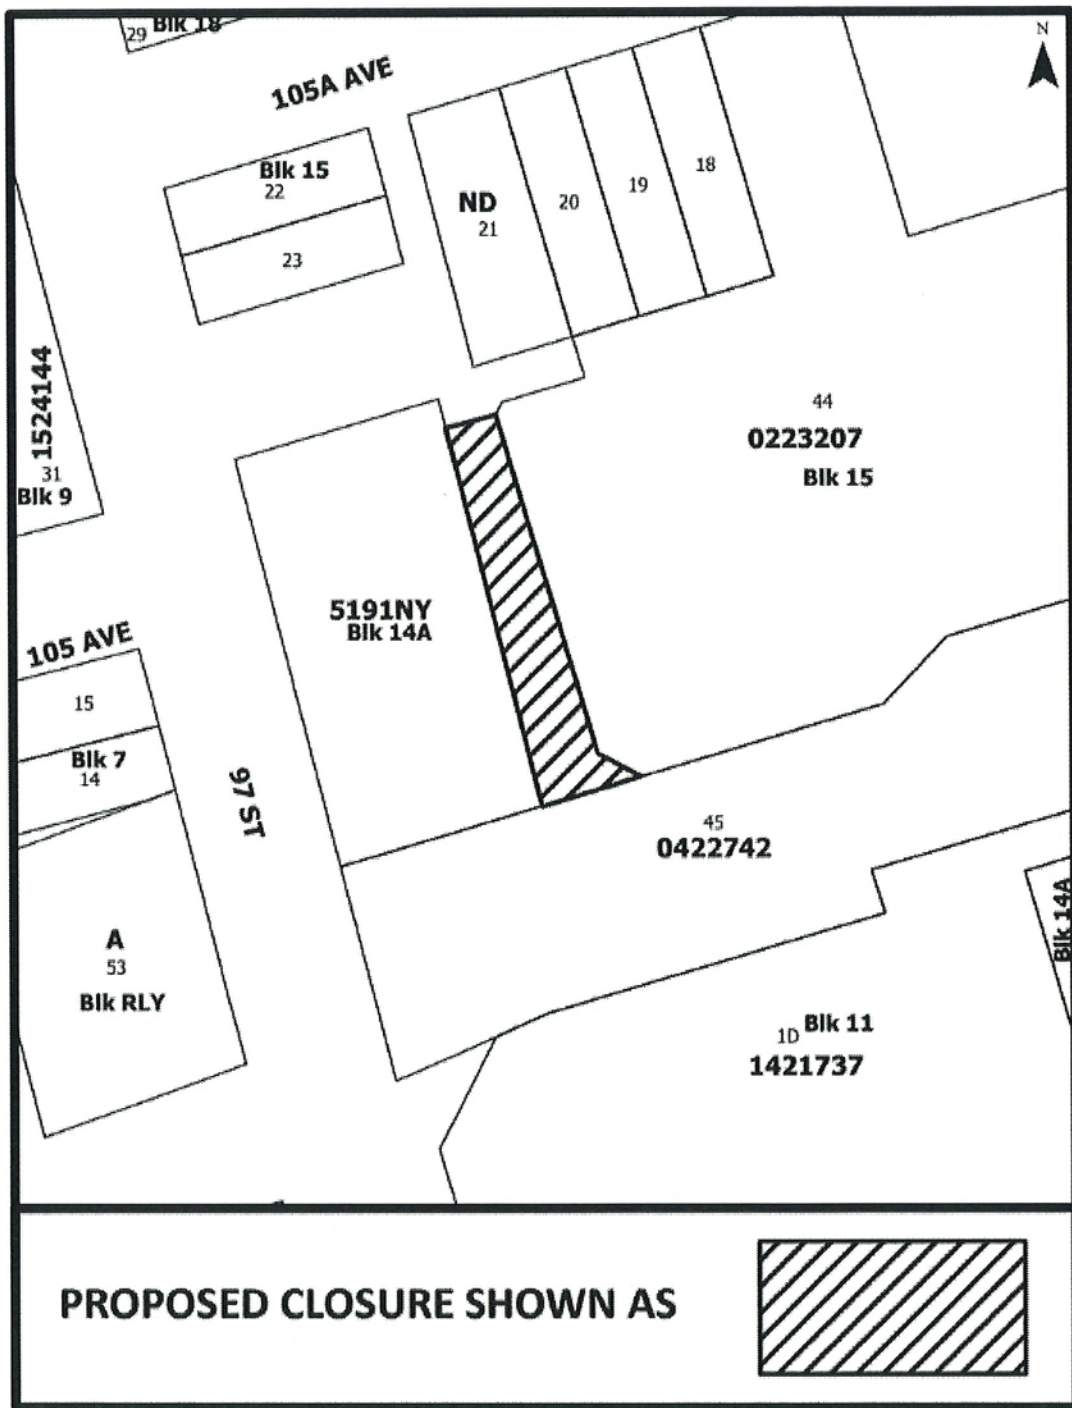 29 Blk 18
N
105A AVE
Blk 15
22
23
ND
21
20
19
18
1524144
31
Blk 9
44
0223207
Blk 15
5191NY
Blk 14A
105 AVE
15
Blk 7
14
97 ST
45
0422742
Blk 14A
A
53
Blk RLY
1D Blk 11
1421737
PROPOSED CLOSURE SHOWN AS